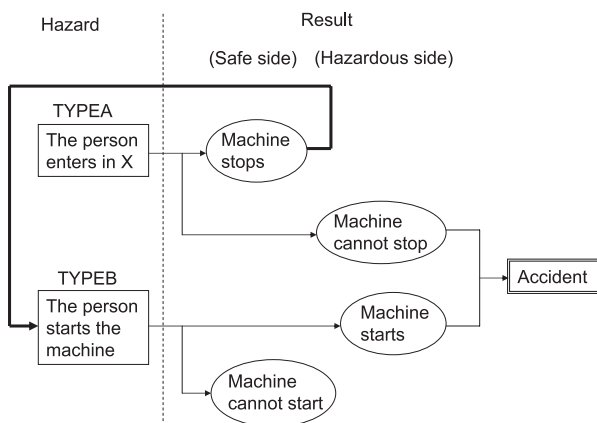 Hazard
Result
(Safe side) (Hazardous side)
TYPEA
The person
enters in X
Machine
stops
Machine
cannot stop
Accident
TYPEB
The person
starts the
machine
Machine
starts
Machine
cannot start